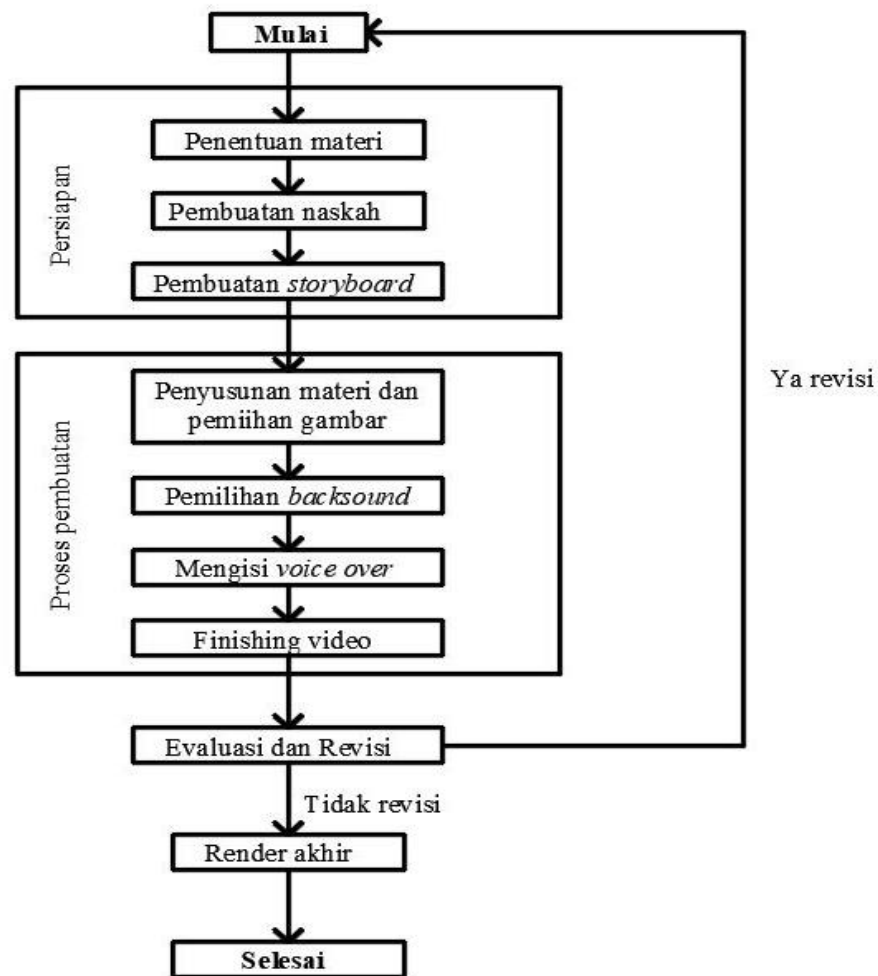 Mulai
Persiapan
Penentuan materi
Pembuatan naskah
Pembuatan storyboard
Proses pembuatan
Penyusunan materi dan
pemiihan gambar
Pemilihan backsound
Mengisi voice over
Finishing video
Ya revisi
Evaluasi dan Revisi
Tidak revisi
Render akhir
Selesai